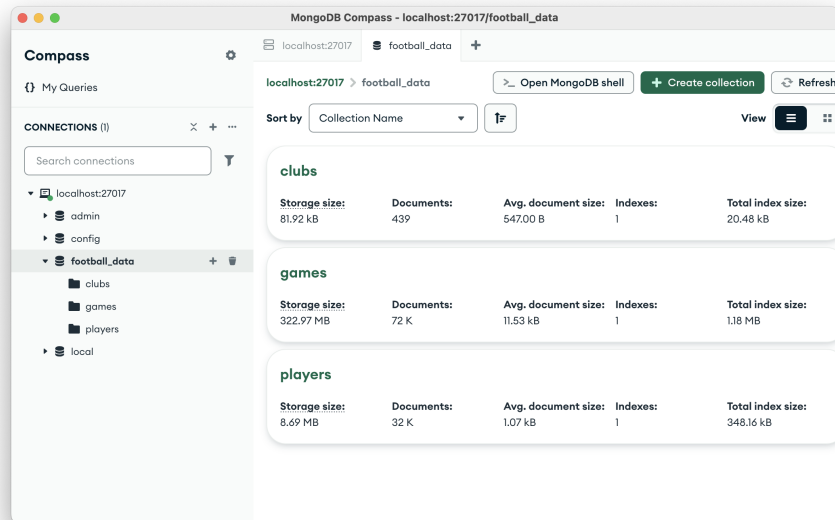 MongoDB Compass - localhost:27017/football_data
Compass
{} My Queries
CONNECTIONS (1)
Search connections
localhost:27017
admin
config
football_data
clubs
games
players
local
localhost:27017 football_data +
localhost:27017 > football_data
>_ Open MongoDB shell
+ Create collection
Refresh
Sort by Collection Name
View
clubs
Storage size: Documents: Avg. document size: Indexes: Total index size:
81.92 kB 439 547.00 B 1 20.48 kB
games
Storage size: Documents: Avg. document size: Indexes: Total index size:
322.97 MB 72 K 11.53 kB 1 1.18 MB
players
Storage size: Documents: Avg. document size: Indexes: Total index size:
8.69 MB 32 K 1.07 kB 1 348.16 kB